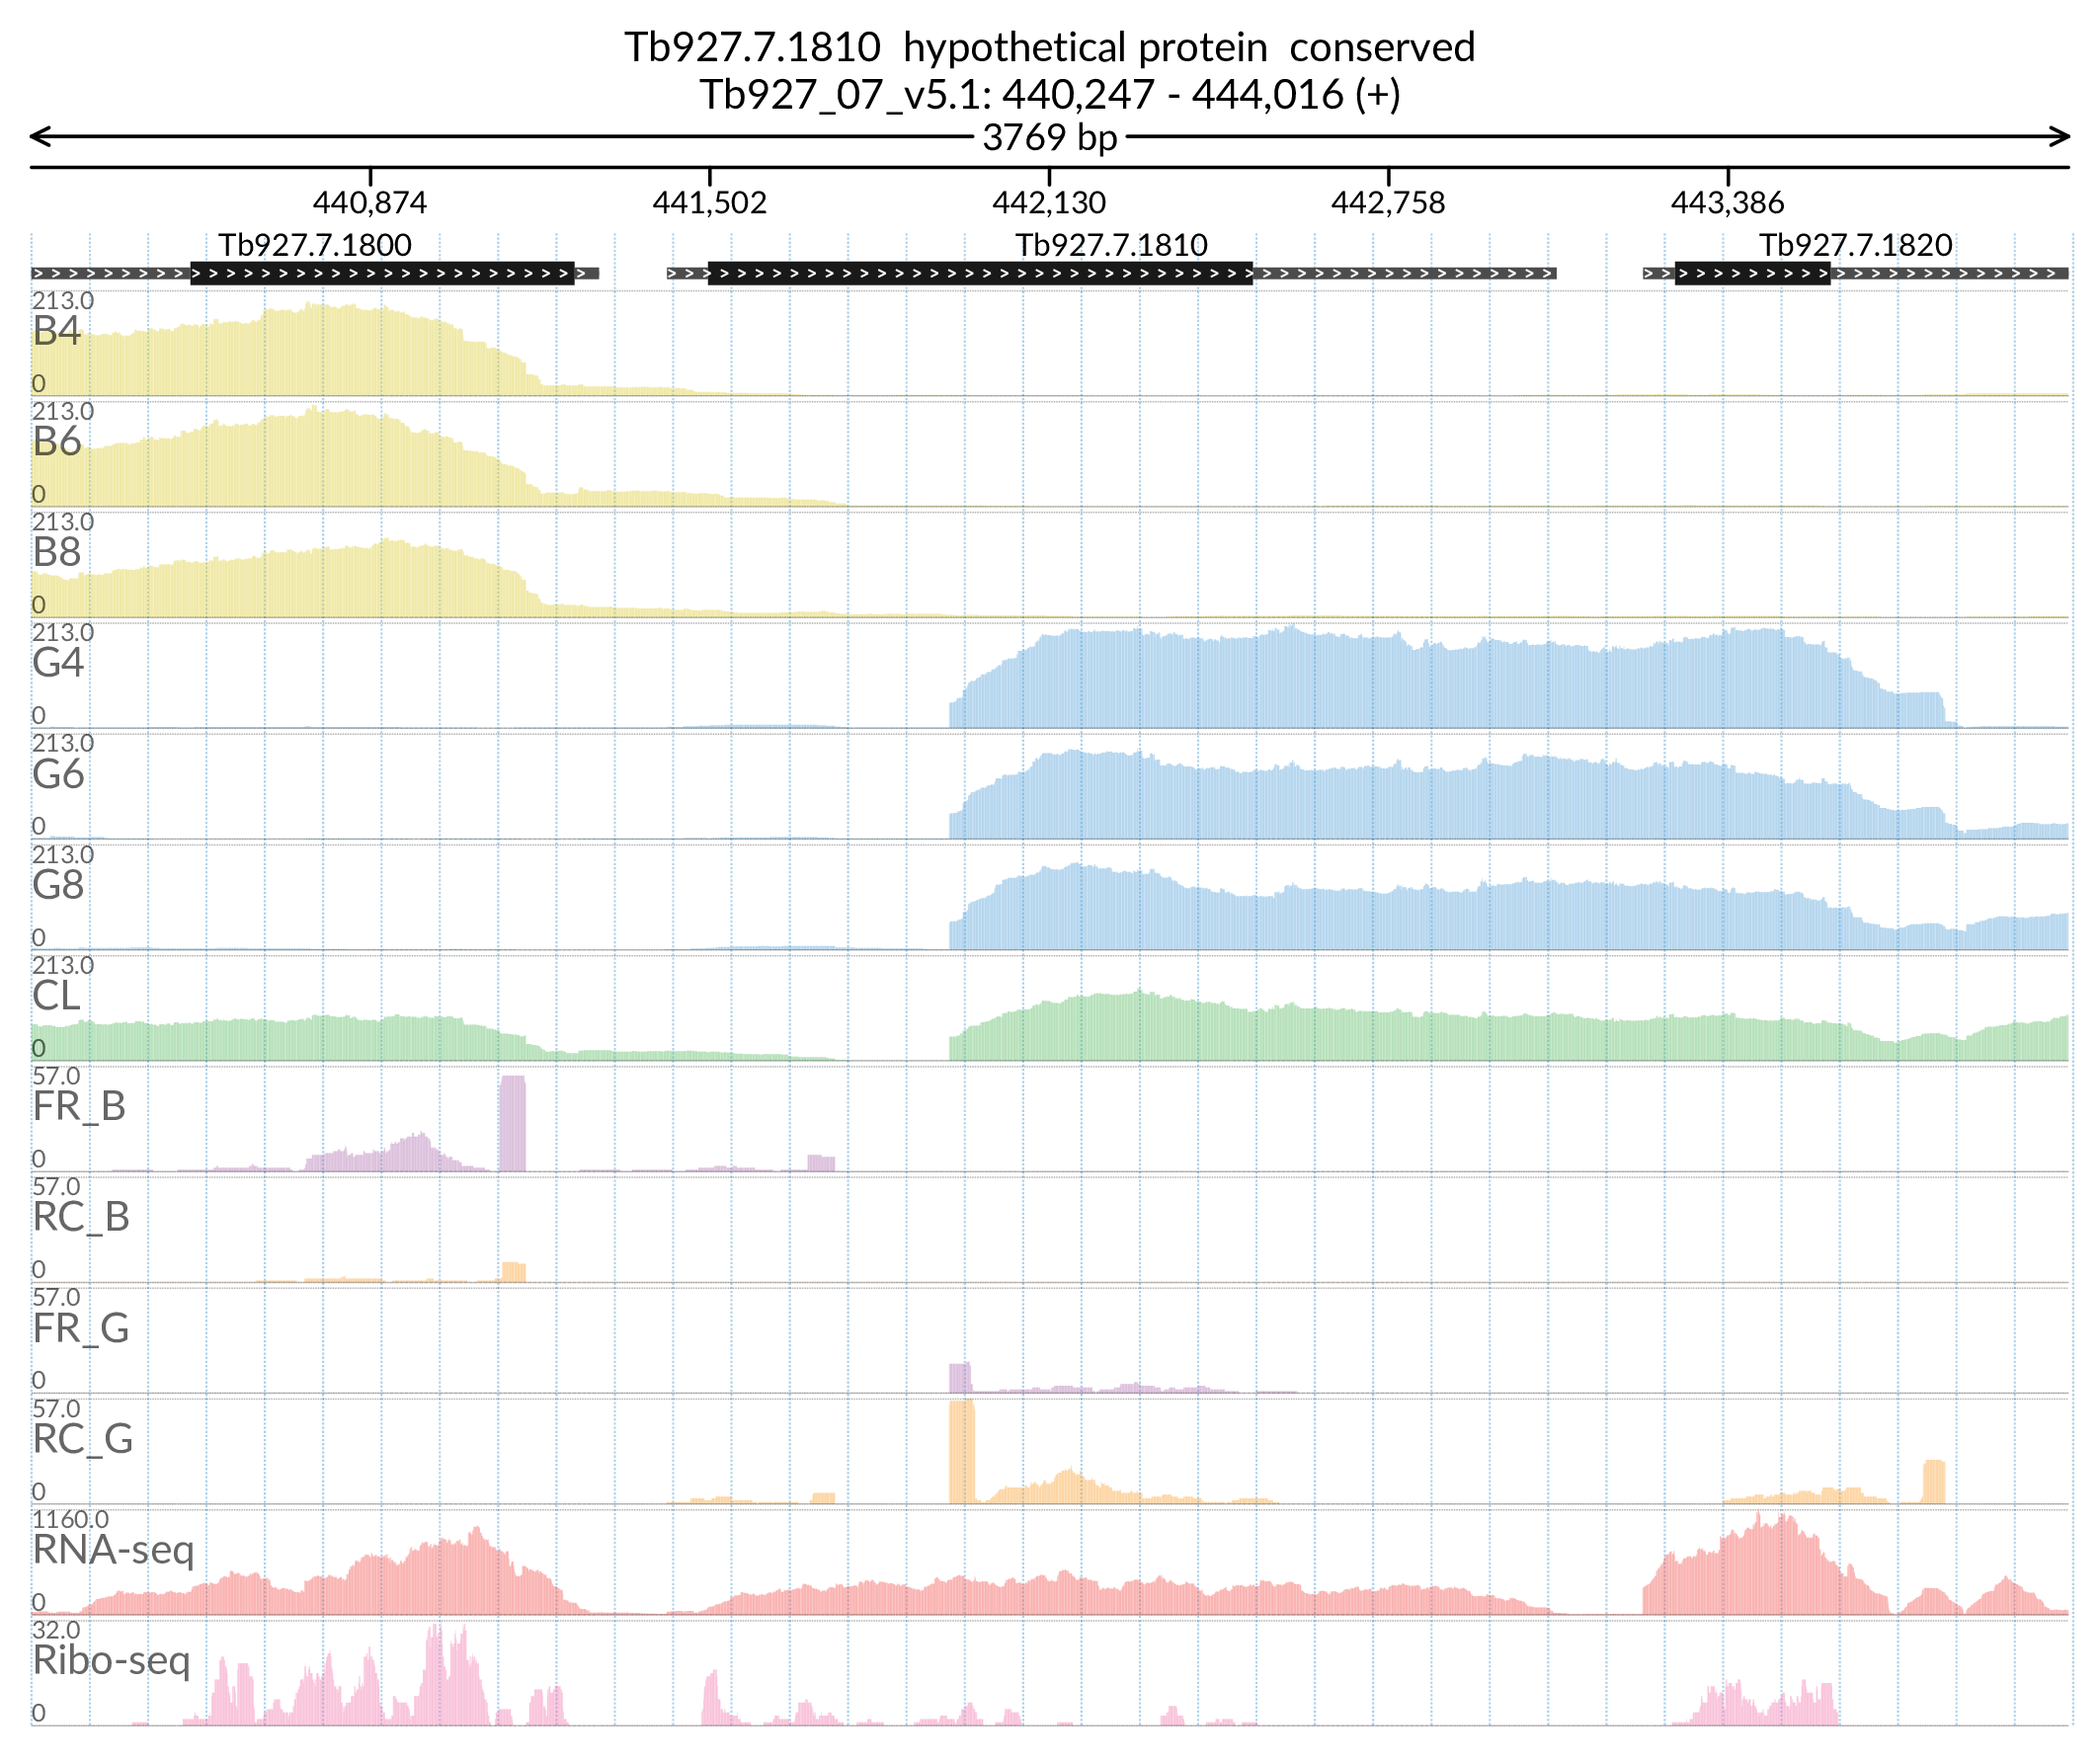 Tb927.7.1810 hypothetical protein conserved
Tb927_07_v5.1: 440,247 - 444,016 (+)
3769 bp
440,874 441,502 442,130 442,758 443,386
Tb927.7.1800 Tb927.7.1810 Tb927.7.1820
213.0
B4
0
213.0
B6
0
213.0
B8
0
213.0
G4
0
213.0
G6
0
213.0
G8
0
213.0
CL
0
57.0
FR_B
0
57.0
RC_B
0
57.0
FR_G
0
57.0
RC_G
0
1160.0
RNA-seq
0
32.0
Ribo-seq
0